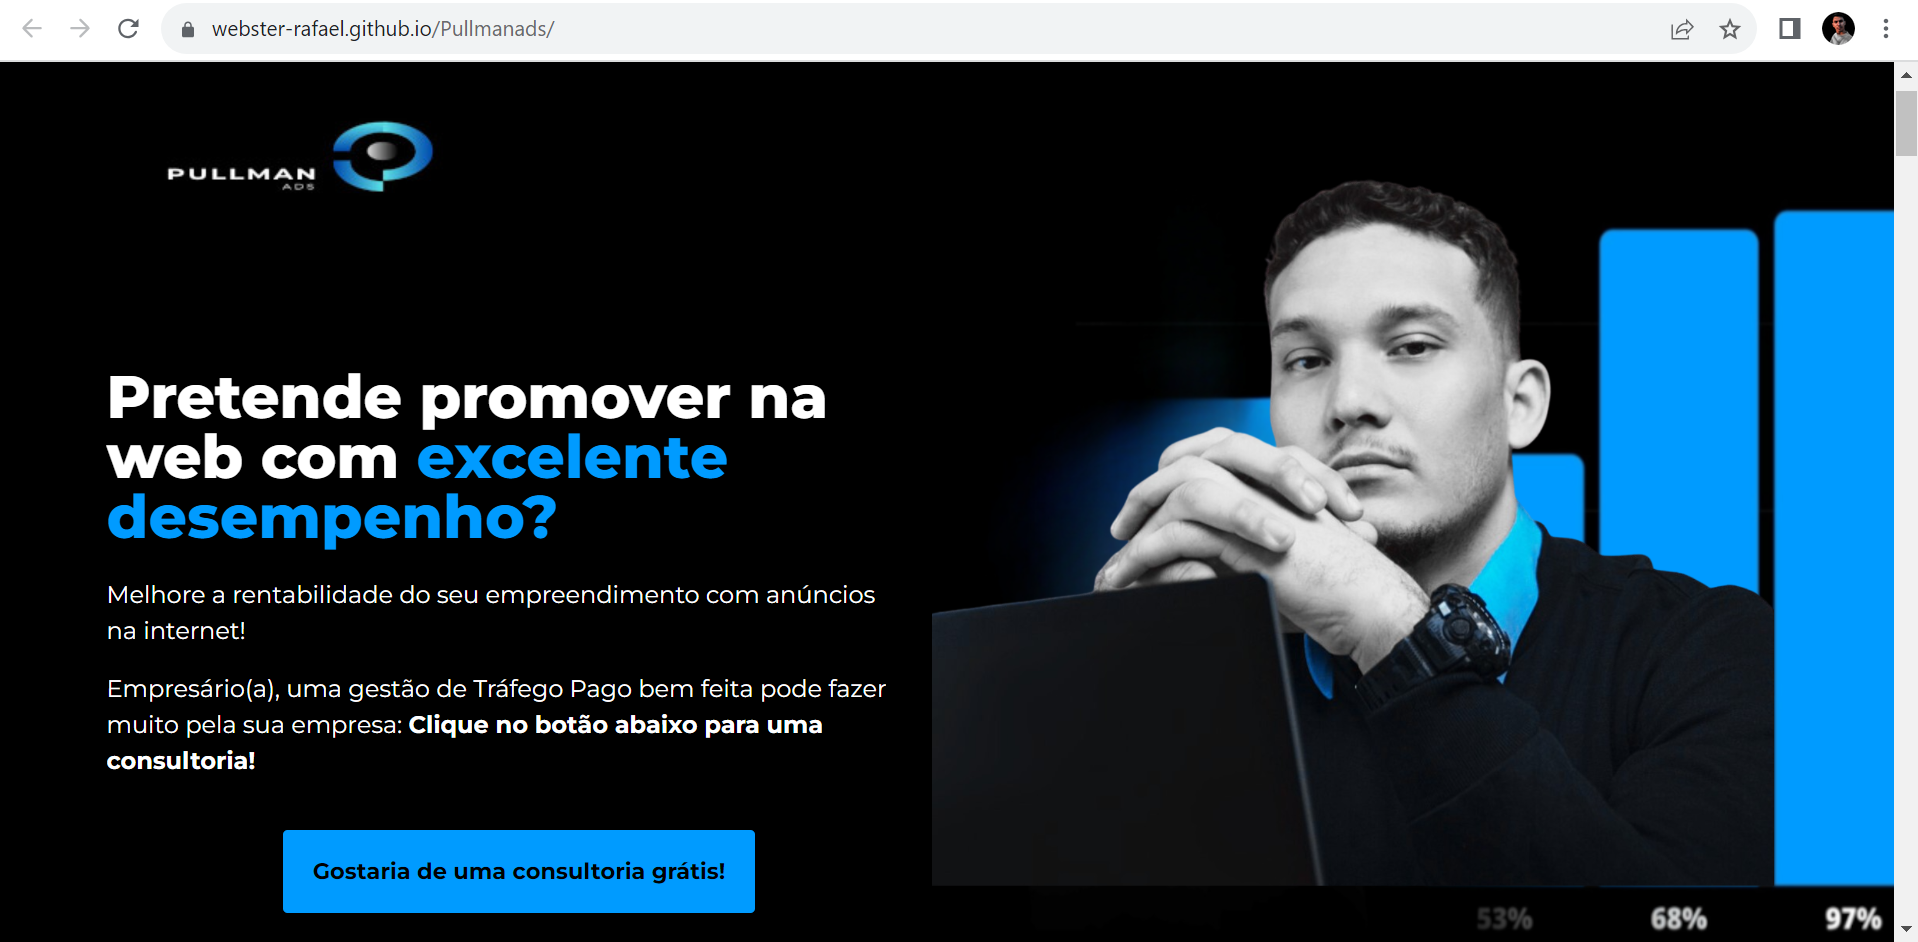 webster-rafael.github.io/Pullmanads/
PULLMAN
ADS
Pretende promover na
web com excelente
desempenho?
Melhore a rentabilidade do seu empreendimento com anúncios
na internet!
Empresário(a), uma gestão de Tráfego Pago bem feita pode fazer
muito pela sua empresa: Clique no botão abaixo para uma
consultoria!
Gostaria de uma consultoria grátis!
53% 68% 97%